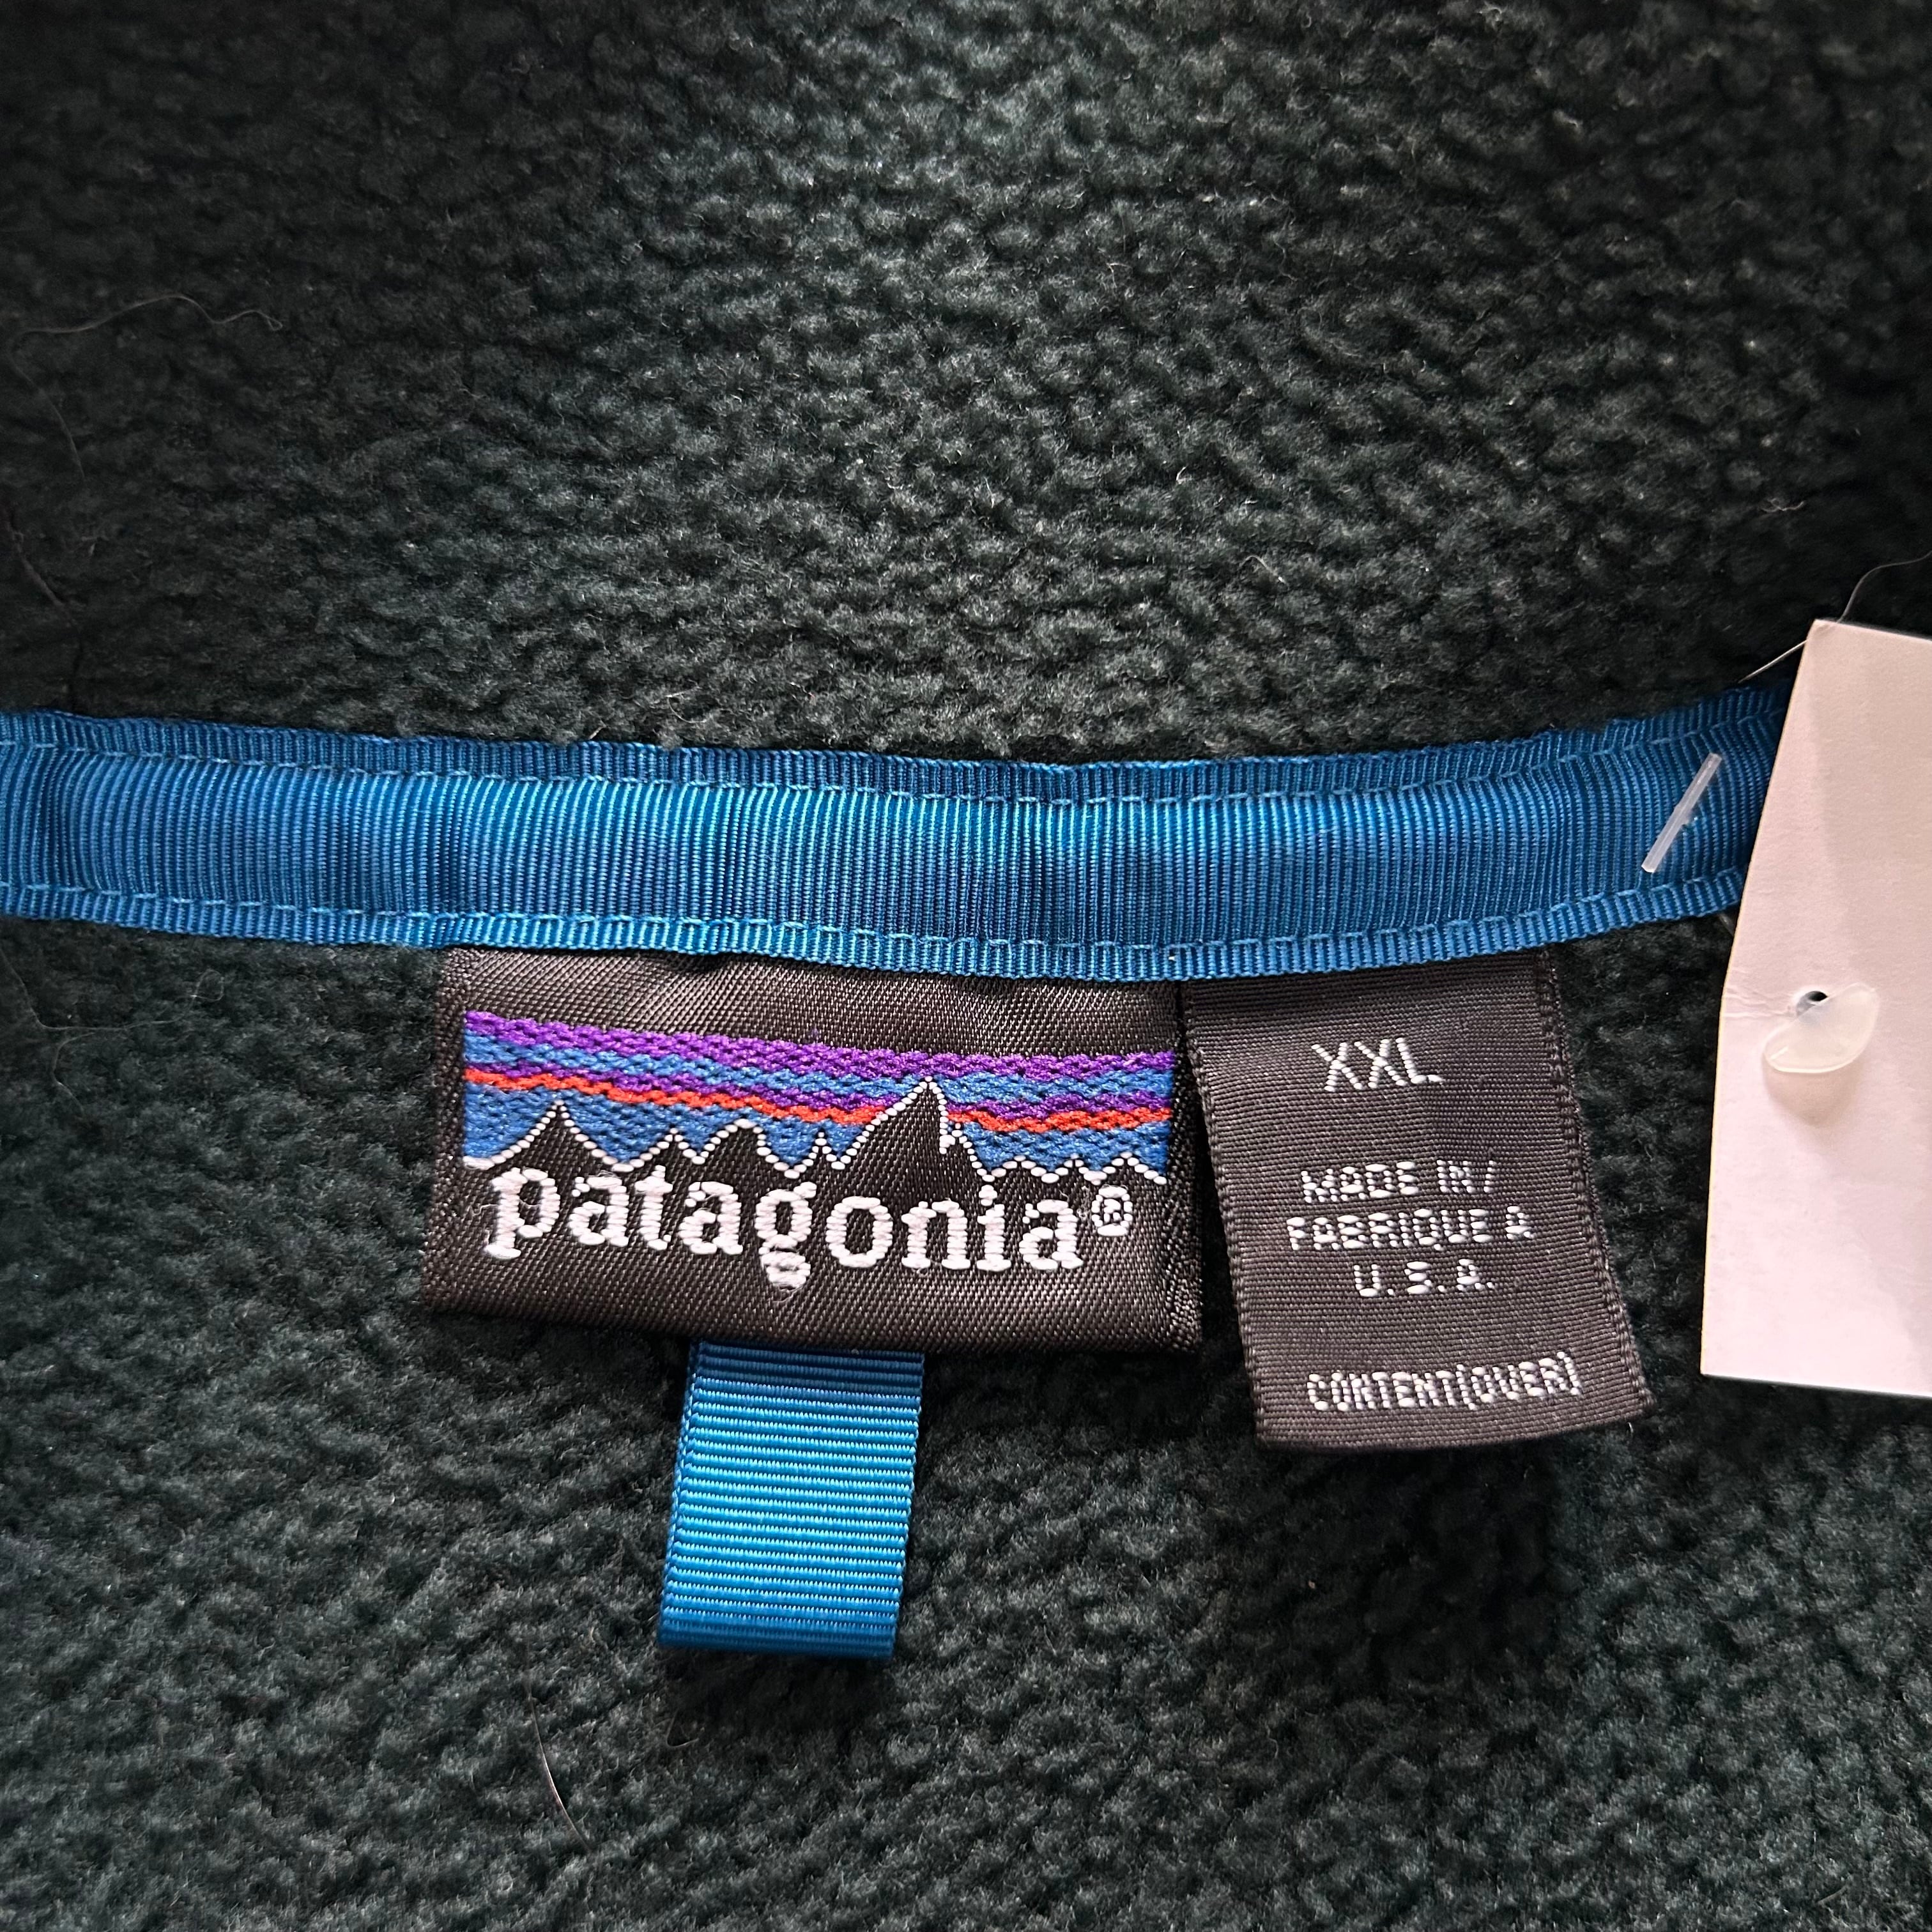 patagonia®
XXL
MADE IN/
FABRIQUE A
U.S.A.
CONTENT(OVER)